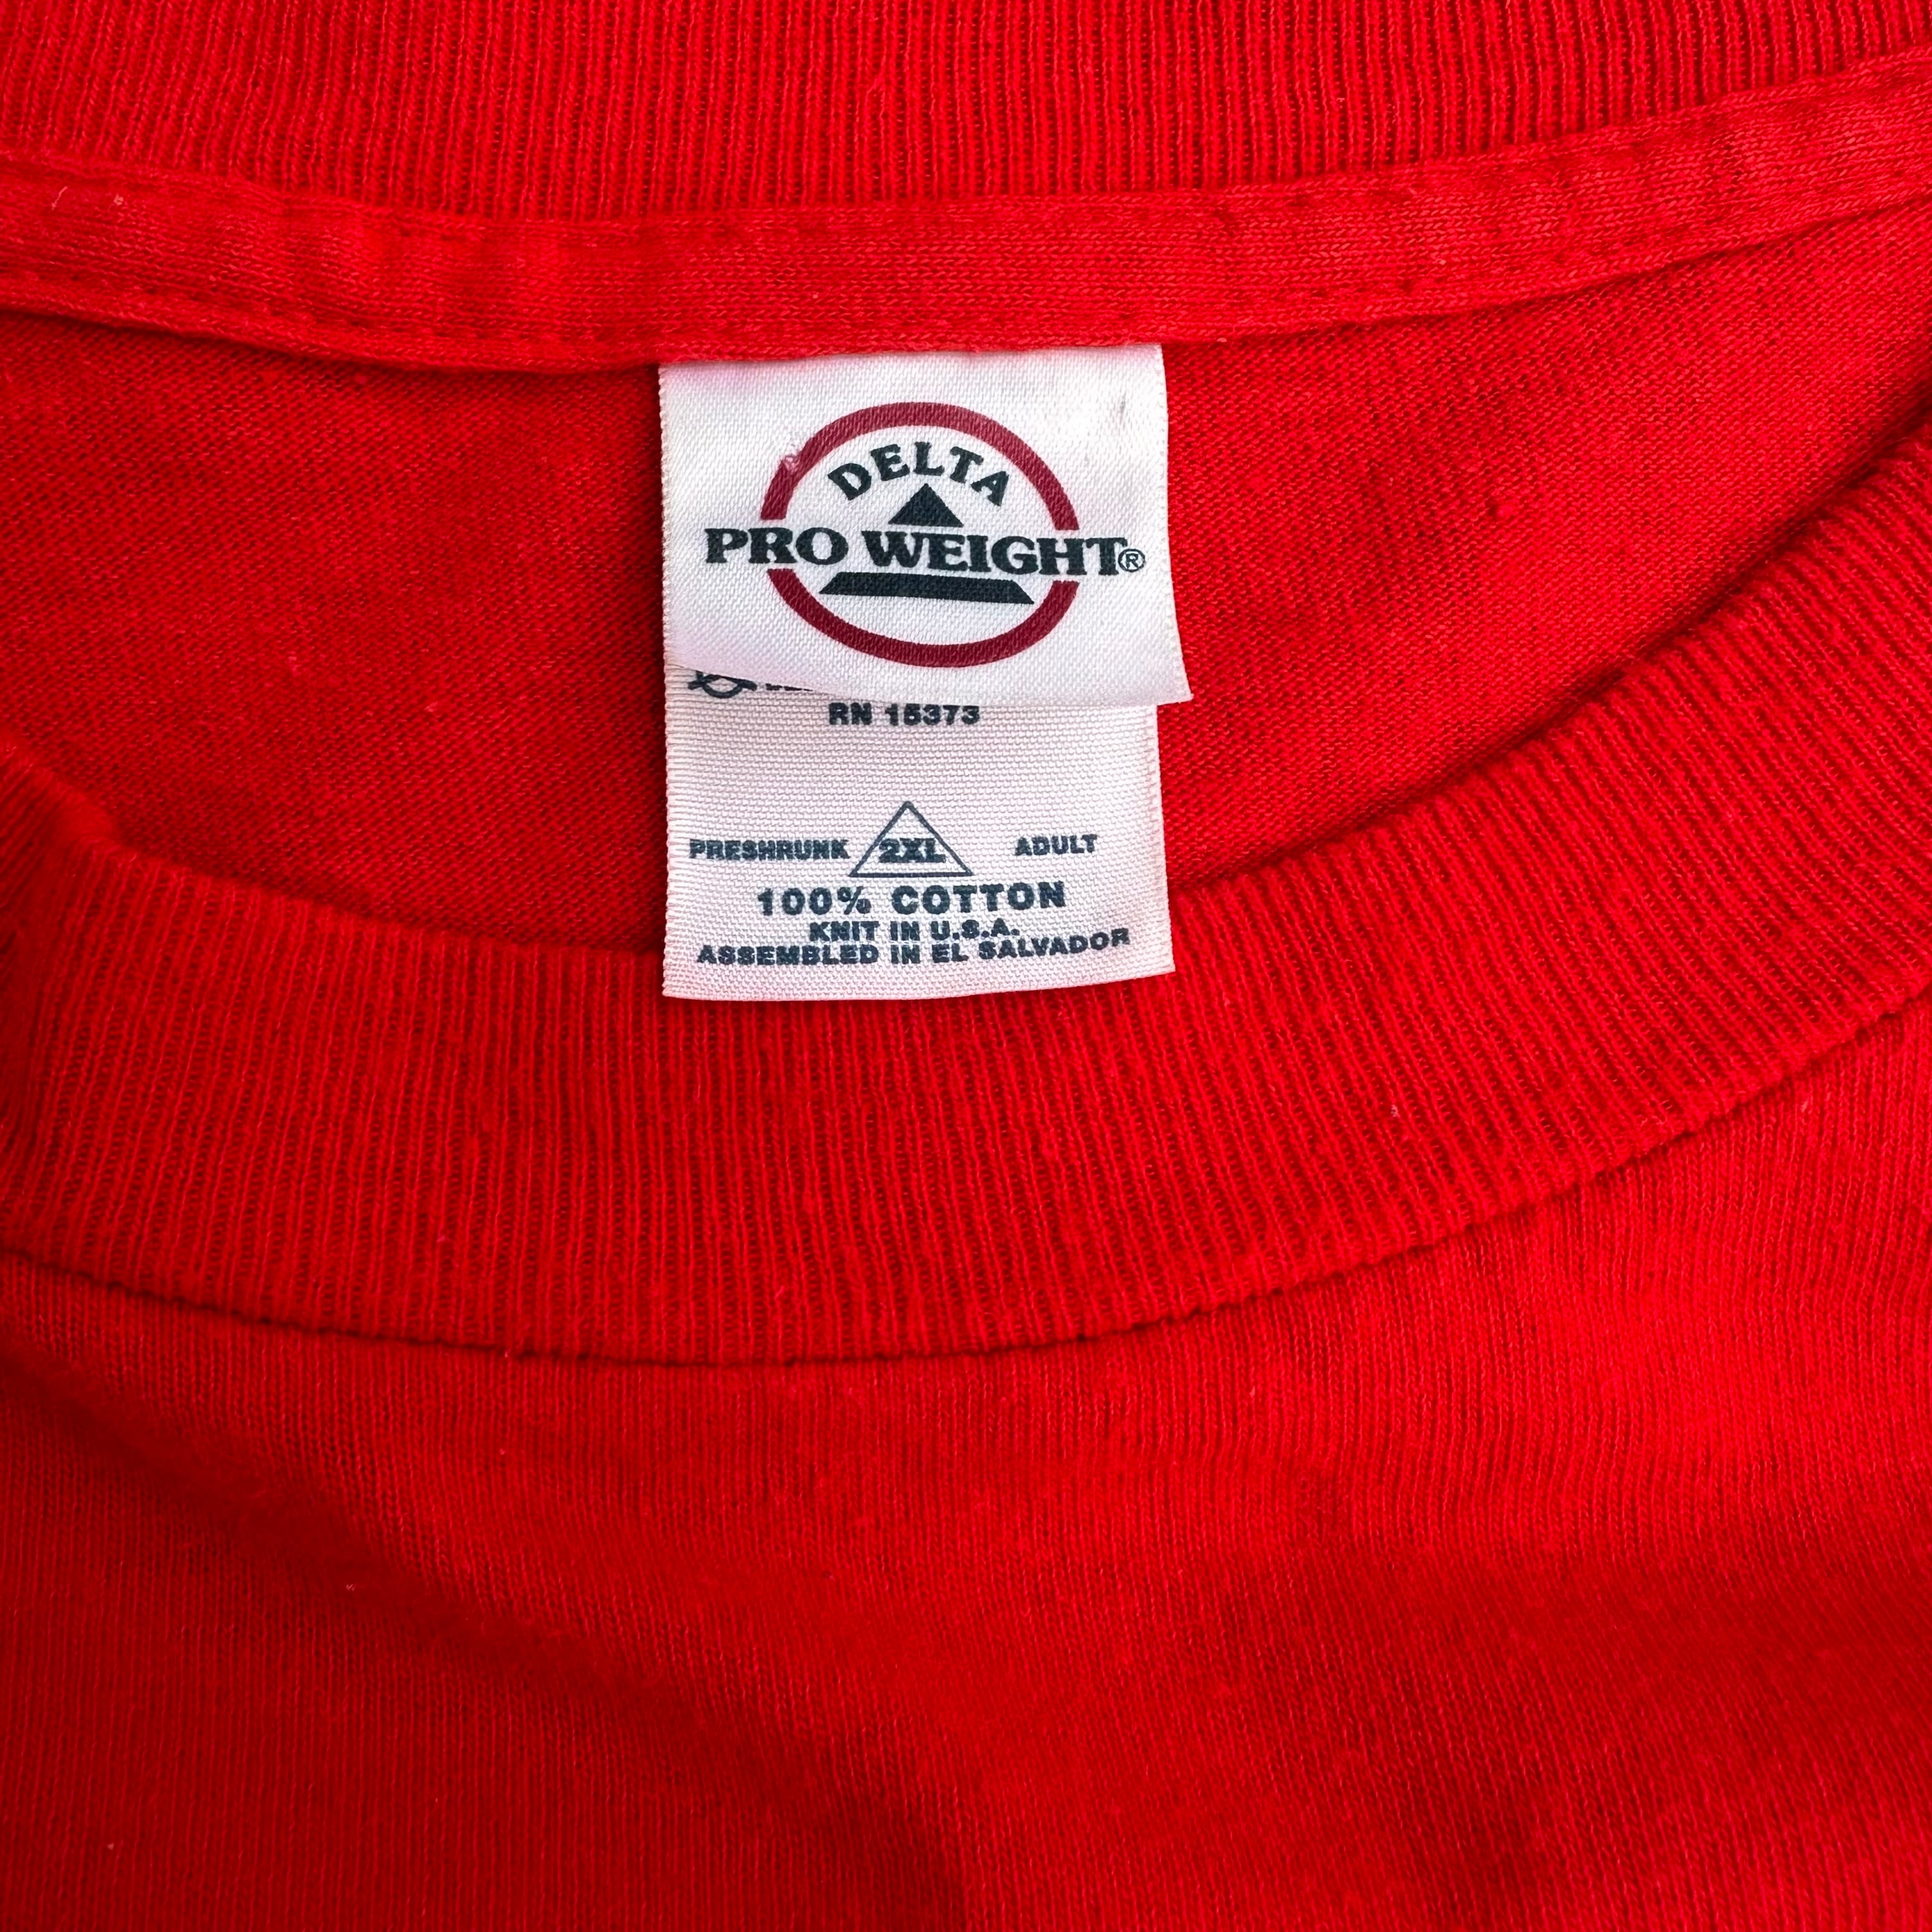 DELTA
PRO WEIGHT®
RN 15373
PRESHRUNK 2XL ADULT
100% COTTON
KNIT IN U.S.A.
ASSEMBLED IN EL SALVADOR